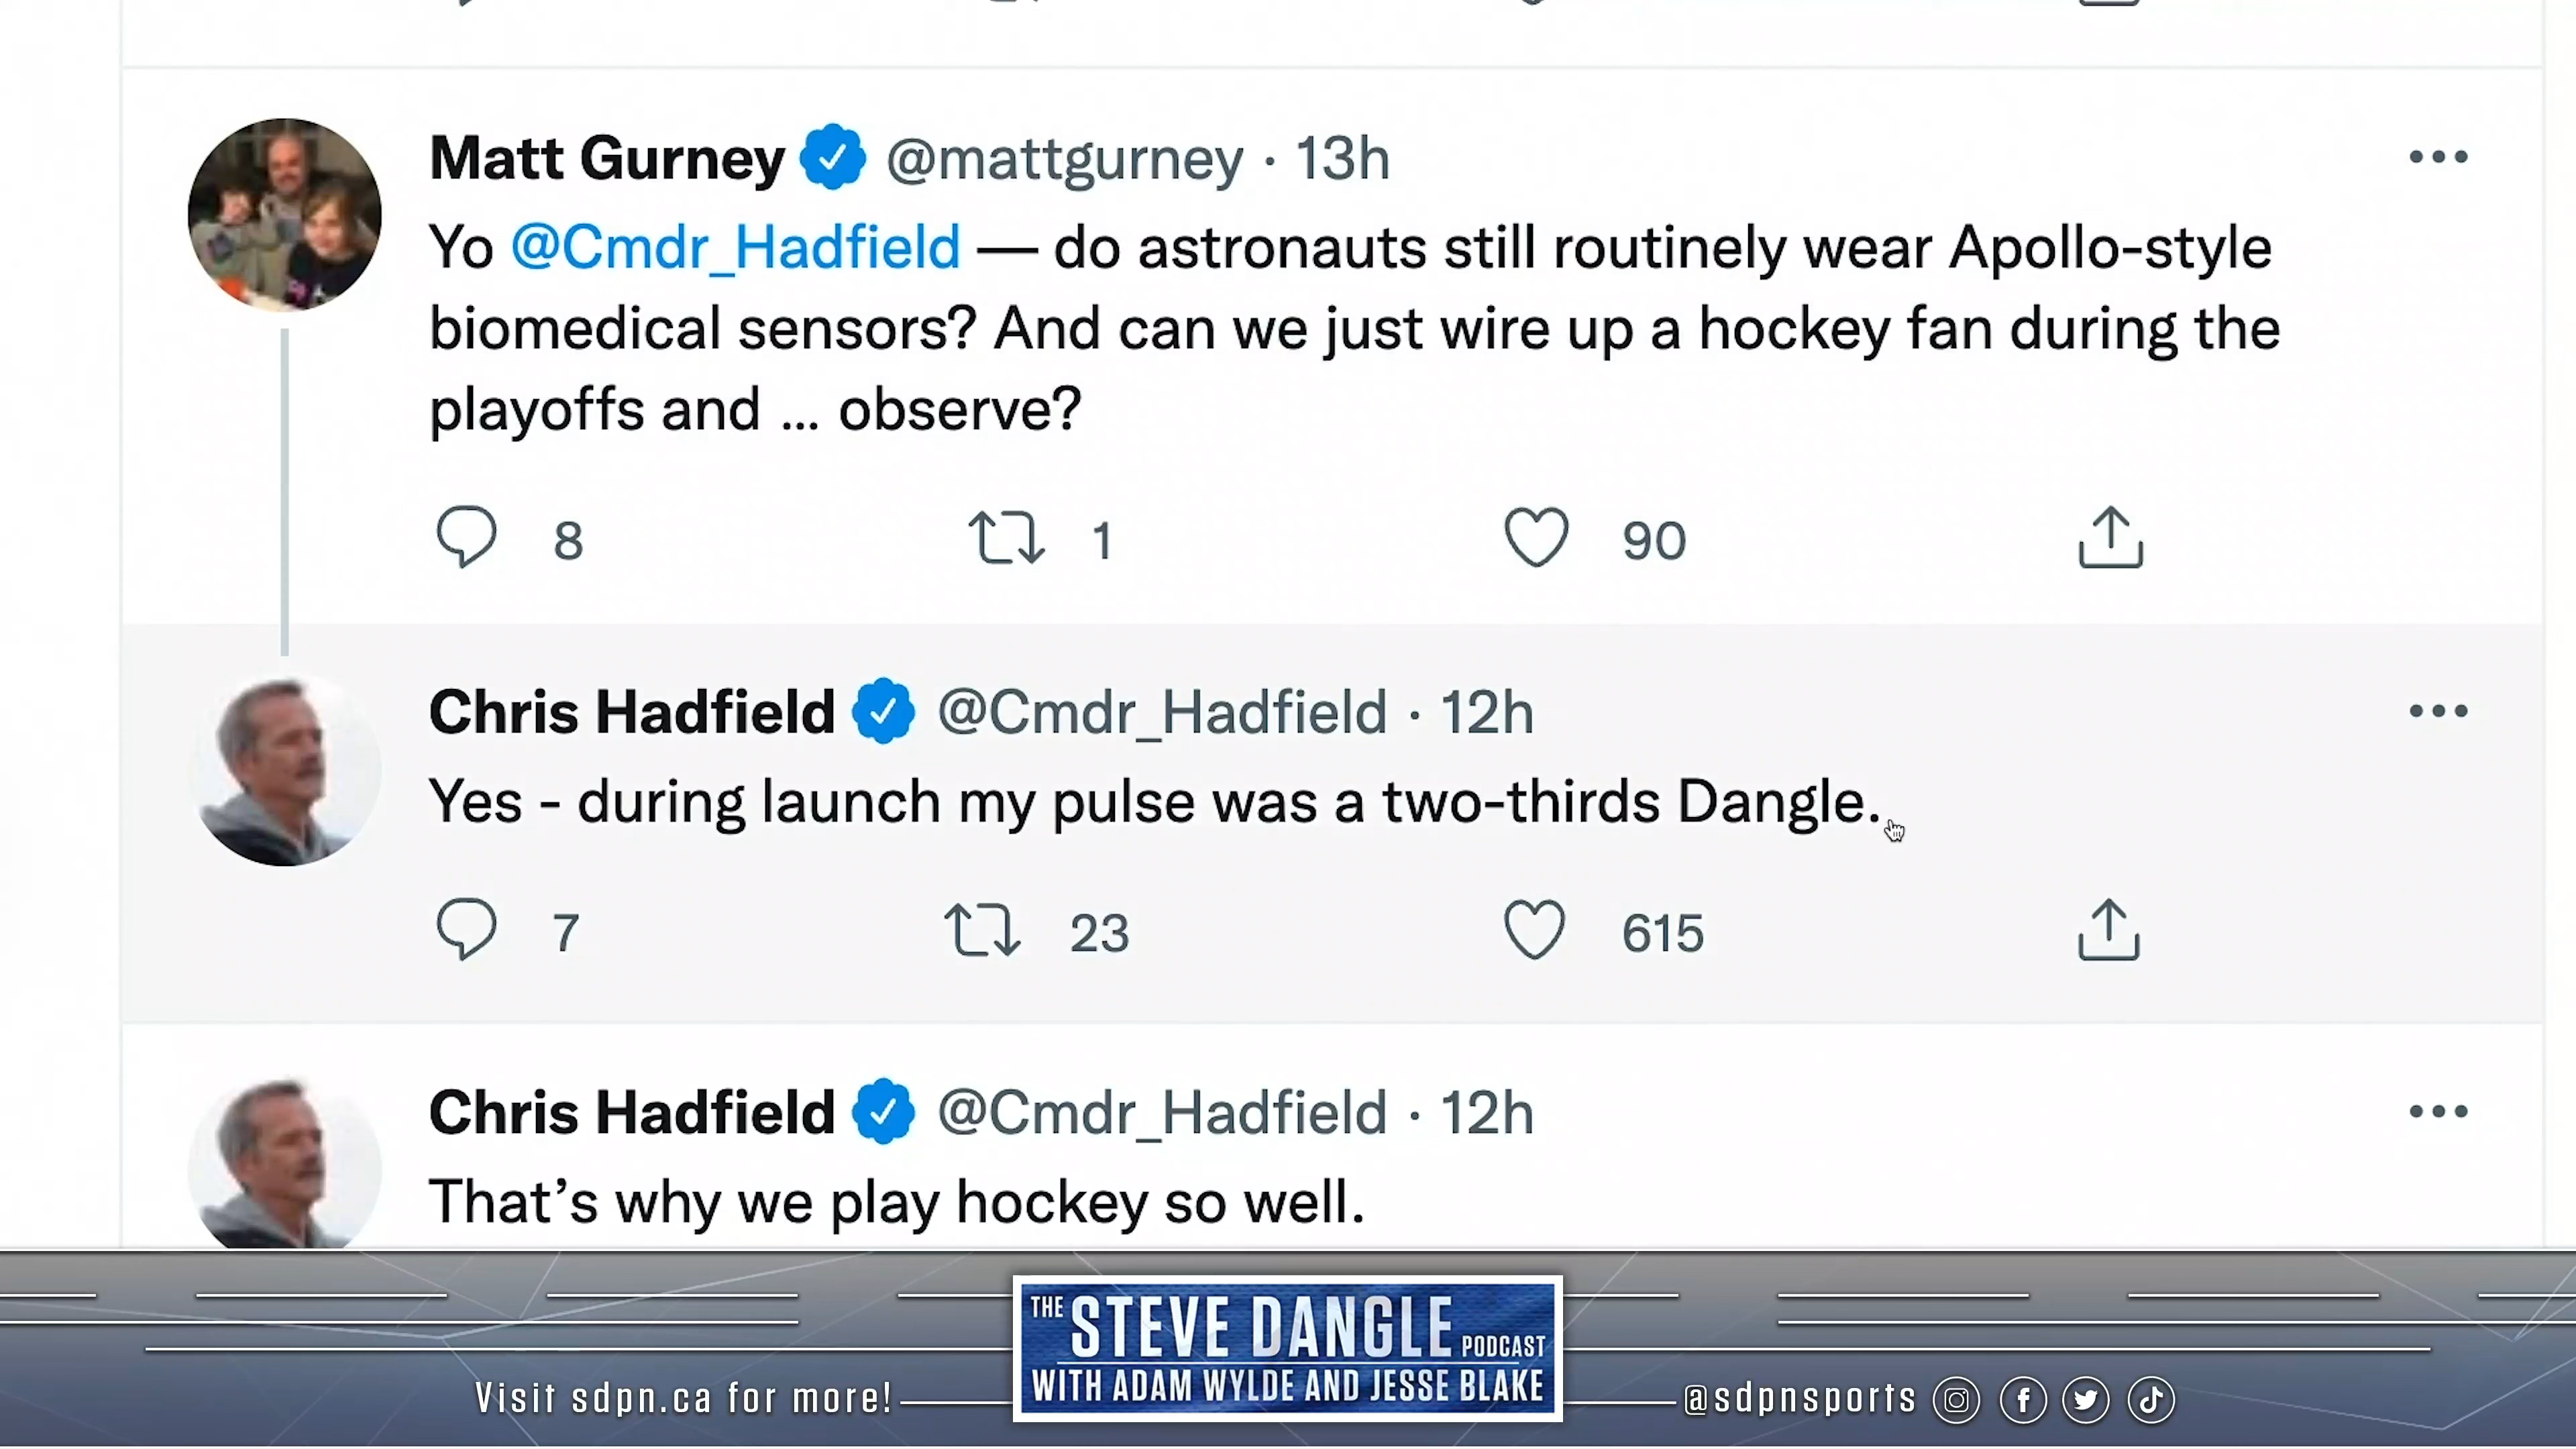 Matt Gurney @mattgurney · 13h
Yo @Cmdr_Hadfield — do astronauts still routinely wear Apollo-style
biomedical sensors? And can we just wire up a hockey fan during the
playoffs and ... observe?
8 1 90
Chris Hadfield @Cmdr_Hadfield · 12h
Yes - during launch my pulse was a two-thirds Dangle.
7 23 615
Chris Hadfield @Cmdr_Hadfield · 12h
That’s why we play hockey so well.
THE STEVE DANGLE PODCAST
WITH ADAM WYLDE AND JESSE BLAKE
Visit sdpn.ca for more!
@sdpnsports